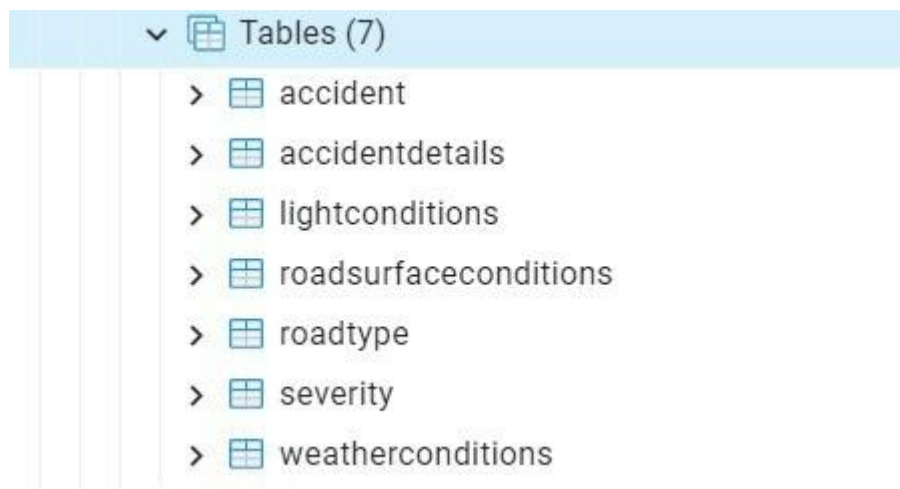 Tables (7)
accident
accidentdetails
lightconditions
roadsurfaceconditions
roadtype
severity
weatherconditions